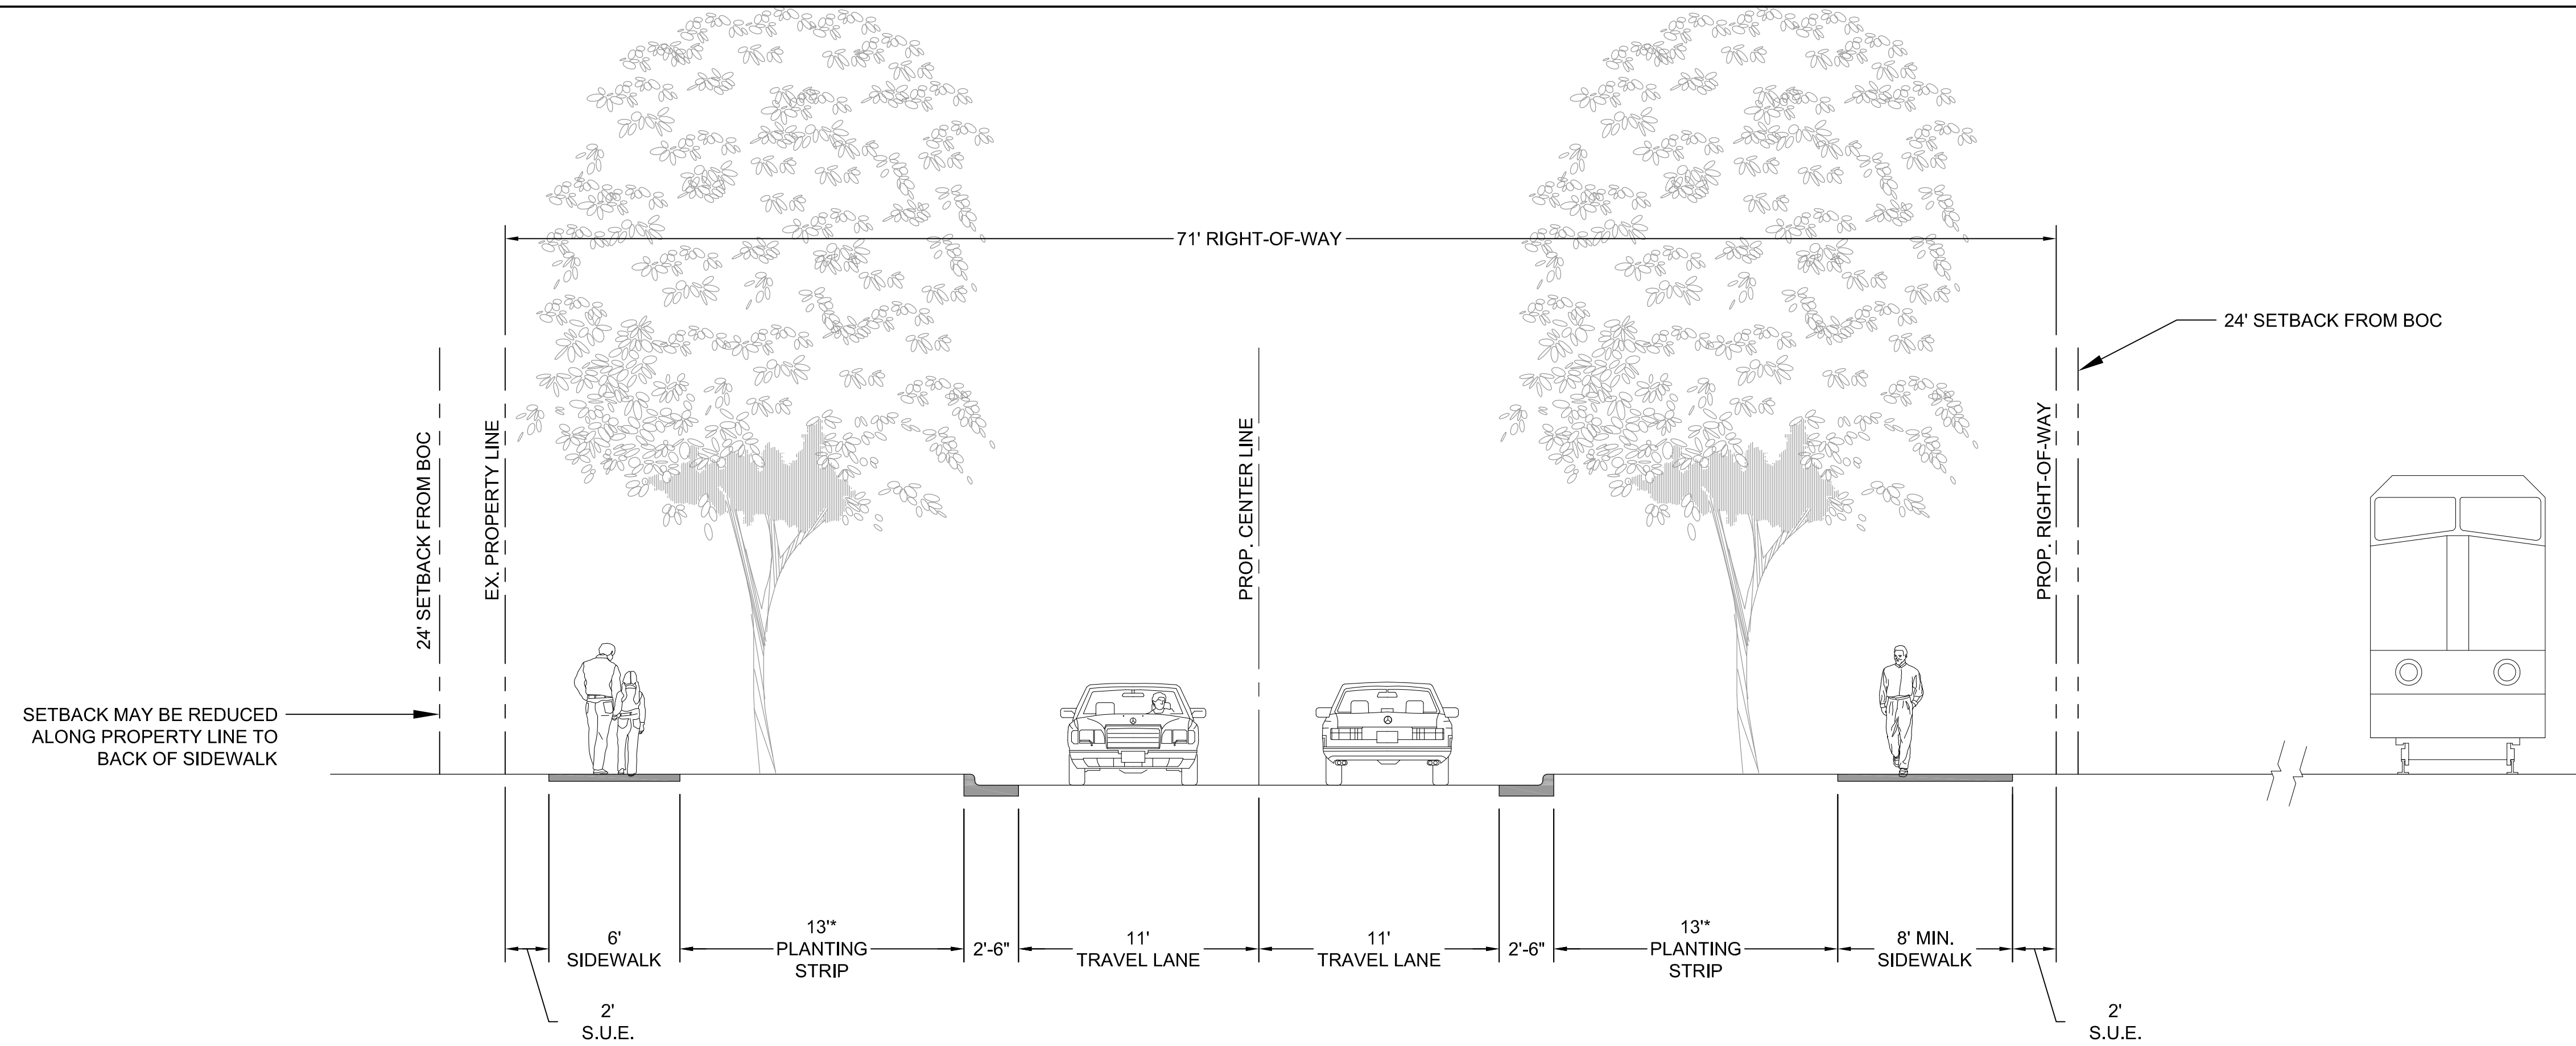 71' RIGHT-OF-WAY
24' SETBACK FROM BOC
24' SETBACK FROM BOC
EX. PROPERTY LINE
PROP. CENTER LINE
PROP. RIGHT-OF-WAY
SETBACK MAY BE REDUCED
ALONG PROPERTY LINE TO
BACK OF SIDEWALK
6'
SIDEWALK
13'*
PLANTING
STRIP
2'-6"
11'
TRAVEL LANE
11'
TRAVEL LANE
2'-6"
13'*
PLANTING
STRIP
8' MIN.
SIDEWALK
2'
S.U.E.
2'
S.U.E.